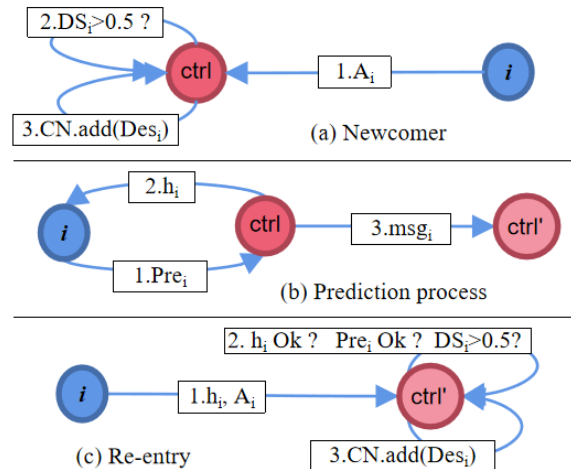 2.DSi>0.5 ?
ctrl
1.Ai
i
3.CN.add(Desi)
(a) Newcomer
2.hi
i
ctrl
3.msgi
ctrl'
1.Prei
(b) Prediction process
2. hi Ok ? Prei Ok ? DSi>0.5?
i
1.hi, Ai
ctrl'
3.CN.add(Desi)
(c) Re-entry